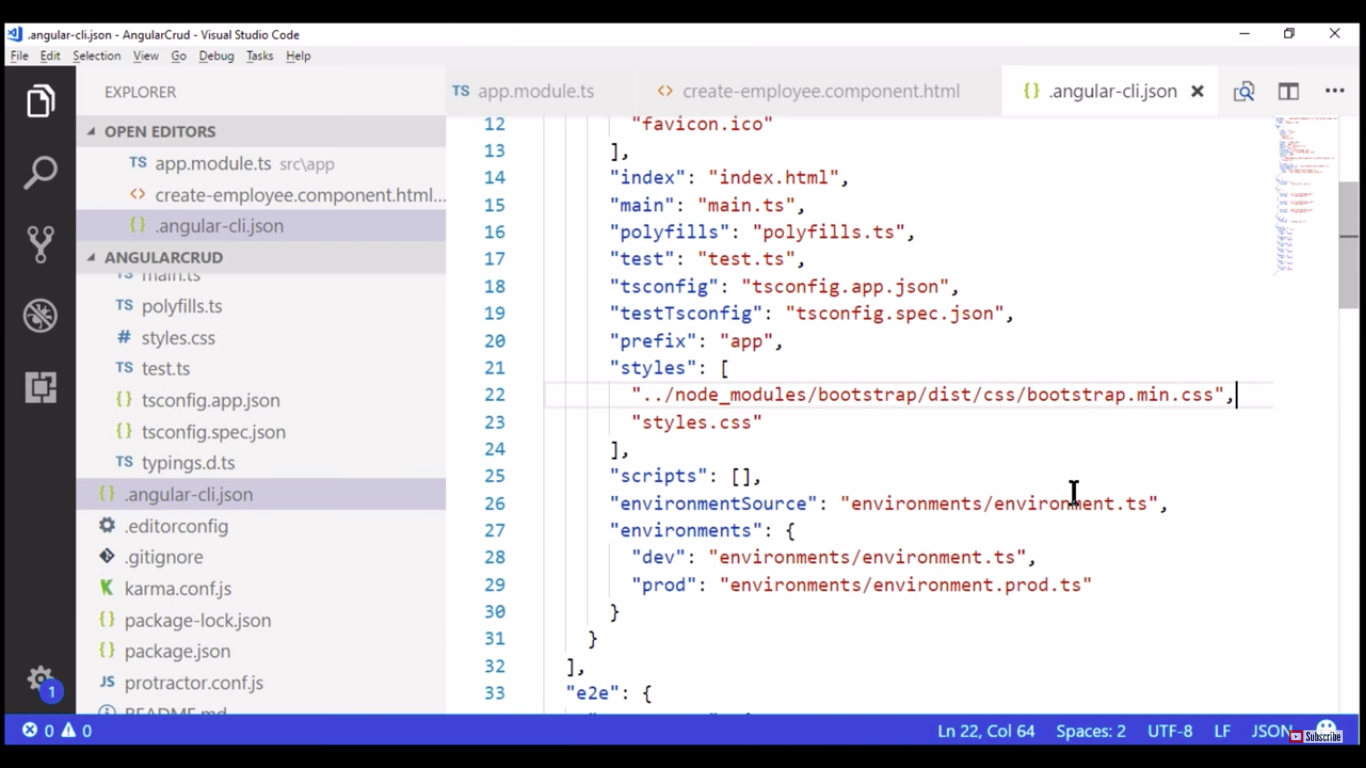 .angular-cli.json - AngularCrud - Visual Studio Code
File Edit Selection View Go Debug Tasks Help
EXPLORER
OPEN EDITORS
TS app.module.ts src\app
<> create-employee.component.html...
{} .angular-cli.json
ANGULARCRUD
TS main.ts
TS polyfills.ts
# styles.css
TS test.ts
{} tsconfig.app.json
{} tsconfig.spec.json
TS typings.d.ts
{} .angular-cli.json
.editorconfig
.gitignore
karma.conf.js
{} package-lock.json
{} package.json
JS protractor.conf.js
README.md
1
TS app.module.ts <> create-employee.component.html {} .angular-cli.json
12 "favicon.ico"
13 ],
14 "index": "index.html",
15 "main": "main.ts",
16 "polyfills": "polyfills.ts",
17 "test": "test.ts",
18 "tsconfig": "tsconfig.app.json",
19 "testTsconfig": "tsconfig.spec.json",
20 "prefix": "app",
21 "styles": [
22 "../node_modules/bootstrap/dist/css/bootstrap.min.css",
23 "styles.css"
24 ],
25 "scripts": [],
26 "environmentSource": "environments/environment.ts",
27 "environments": {
28 "dev": "environments/environment.ts",
29 "prod": "environments/environment.prod.ts"
30 }
31 }
32 ],
33 "e2e": {
0 0 Ln 22, Col 64 Spaces: 2 UTF-8 LF JSON
Subscribe